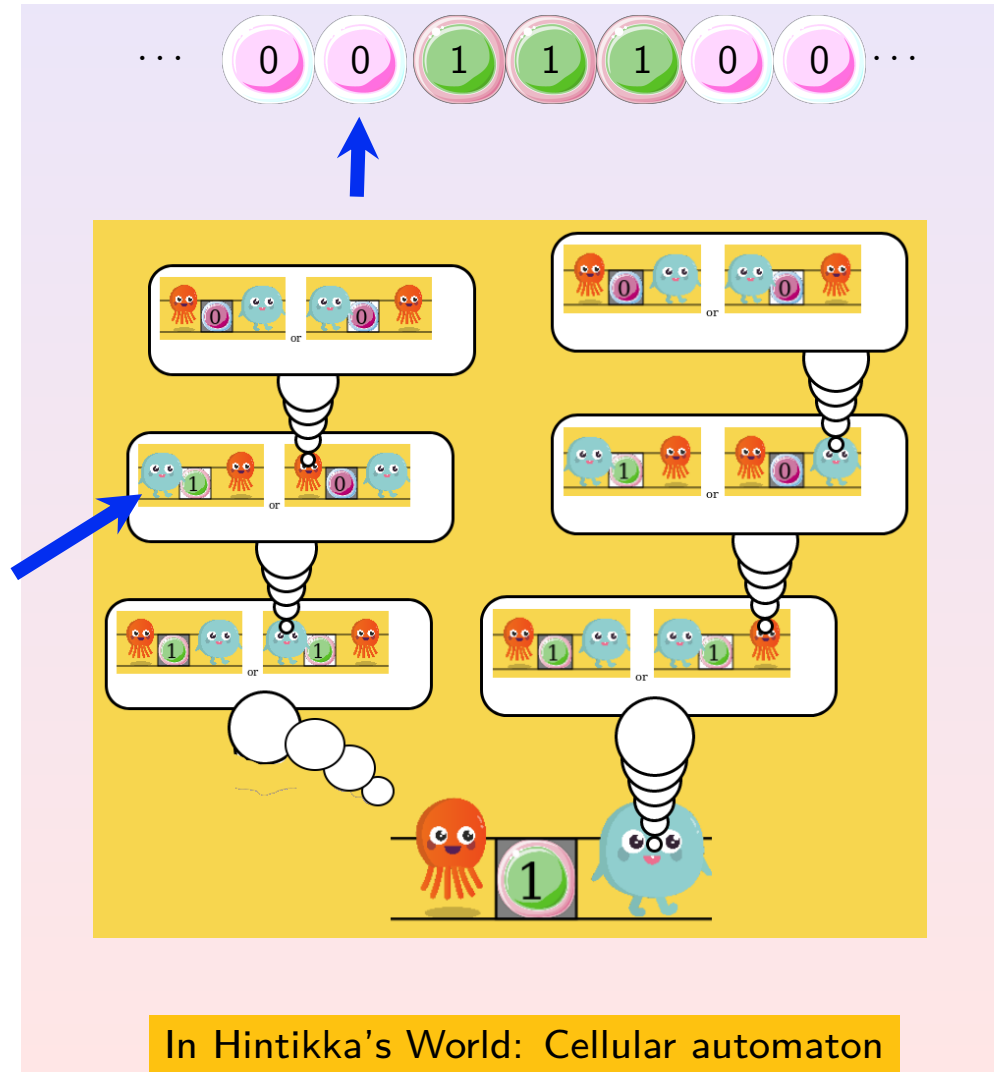 ··· 0 0 1 1 1 0 0 ···
0 or 0
0 or 0
1 or 0
1 or 0
1 or 1
1 or 1
1
In Hintikka's World: Cellular automaton